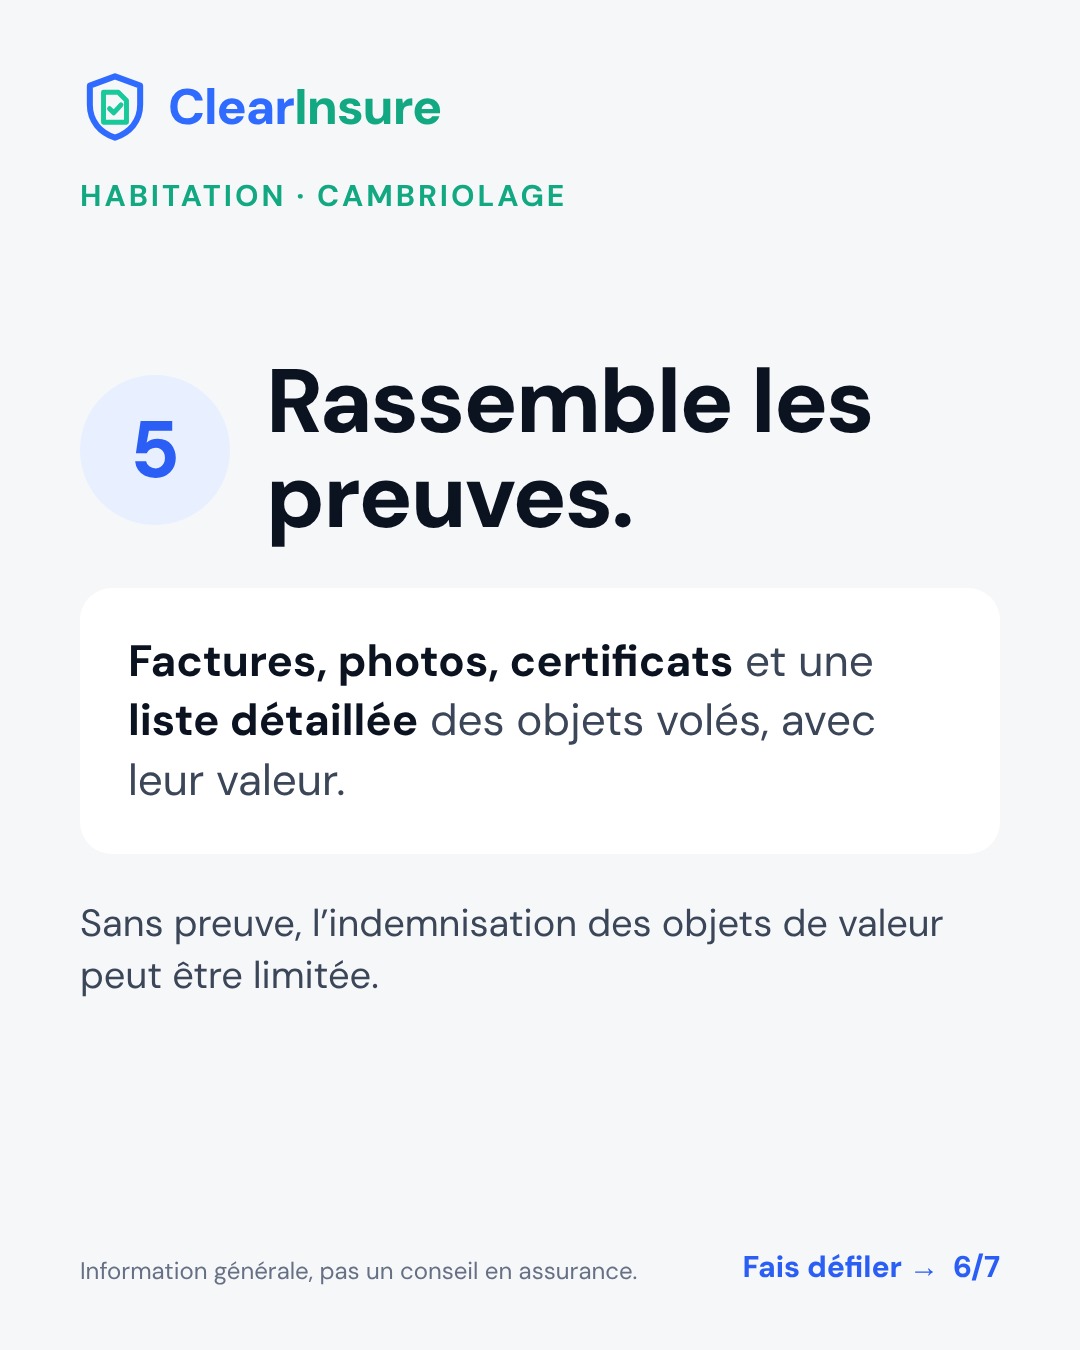 ClearInsure
HABITATION · CAMBRIOLAGE
5
Rassemble les
preuves.
Factures, photos, certificats et une
liste détaillée des objets volés, avec
leur valeur.
Sans preuve, l’indemnisation des objets de valeur
peut être limitée.
Information générale, pas un conseil en assurance.
Fais défiler → 6/7